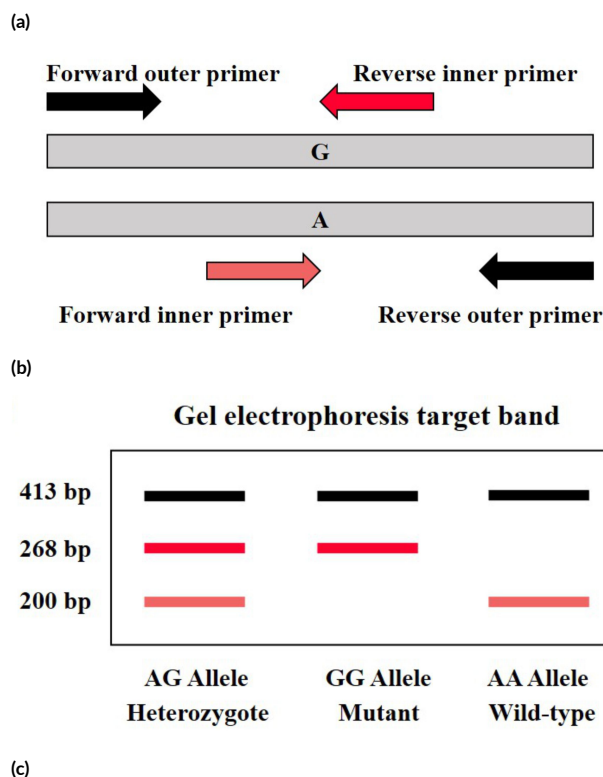 (a)
Forward outer primer Reverse inner primer
G
A
Forward inner primer Reverse outer primer
(b)
Gel electrophoresis target band
413 bp
268 bp
200 bp
AG Allele GG Allele AA Allele
Heterozygote Mutant Wild-type
(c)